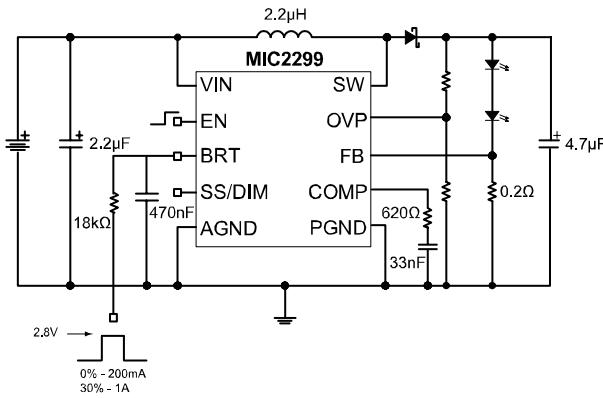 2.2µH
MIC2299
VIN
SW
EN
OVP
2.2µF
+
BRT
FB
4.7µF
+
+
SS/DIM
COMP
0.2Ω
18kΩ
470nF
620Ω
AGND
PGND
33nF
2.8V
0% - 200mA
30% - 1A